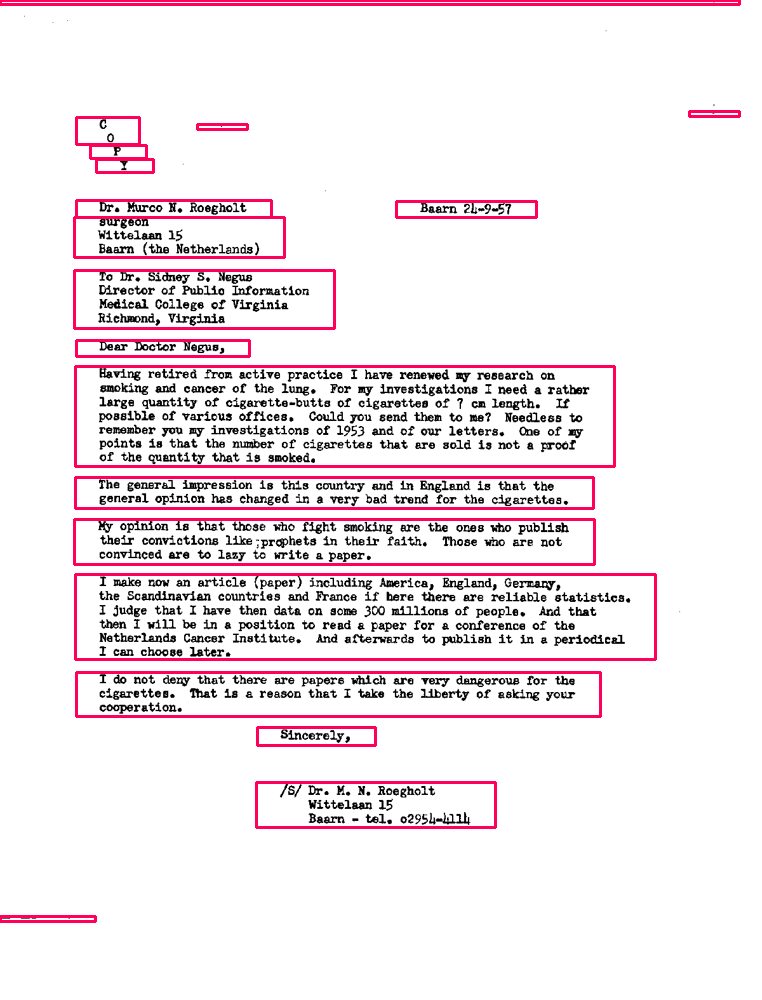 C
O
P
Y
Dr. Murco N. Roegholt
Baarn 24-9-57
surgeon
Wittelaan 15
Baarn (the Netherlands)
To Dr. Sidney S. Negus
Director of Public Information
Medical College of Virginia
Richmond, Virginia
Dear Doctor Negus,
Having retired from active practice I have renewed my research on
smoking and cancer of the lung. For my investigations I need a rather
large quantity of cigarette-butts of cigarettes of 7 cm length. If
possible of various offices. Could you send them to me? Needless to
remember you my investigations of 1953 and of our letters. One of my
points is that the number of cigarettes that are sold is not a proof
of the quantity that is smoked.
The general impression is this country and in England is that the
general opinion has changed in a very bad trend for the cigarettes.
My opinion is that those who fight smoking are the ones who publish
their convictions like prophets in their faith. Those who are not
convinced are to lazy to write a paper.
I make now an article (paper) including America, England, Germany,
the Scandinavian countries and France if here there are reliable statistics.
I judge that I have then data on some 300 millions of people. And that
then I will be in a position to read a paper for a conference of the
Netherlands Cancer Institute. And afterwards to publish it in a periodical
I can choose later.
I do not deny that there are papers which are very dangerous for the
cigarettes. That is a reason that I take the liberty of asking your
cooperation.
Sincerely,
/S/ Dr. M. N. Roegholt
Wittelaan 15
Baarn - tel. o2954-4114